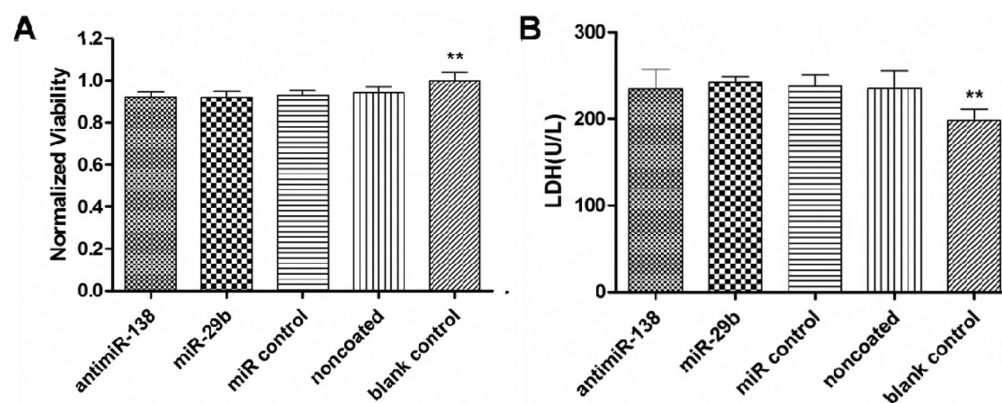 A
Normalized Viability
1.2
1.0
0.8
0.6
0.4
0.2
0.0
**
antimiR-138
miR-29b
miR control
noncoated
blank control
B
LDH(U/L)
300
200
100
0
**
antimiR-138
miR-29b
miR control
noncoated
blank control